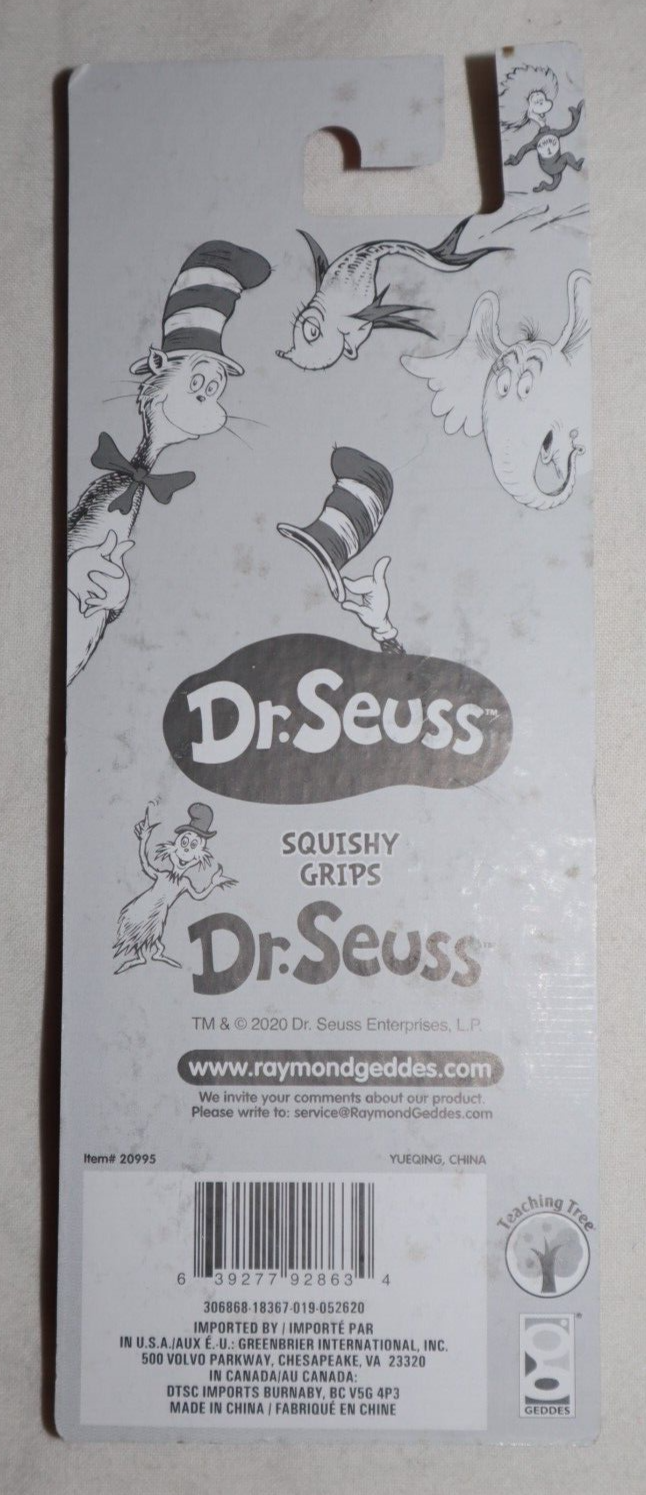 THING 1
Dr. Seuss™
SQUISHY
GRIPS
Dr. Seuss™
TM & © 2020 Dr. Seuss Enterprises, L.P.
www.raymondgeddes.com
We invite your comments about our product.
Please write to: service@RaymondGeddes.com
Item# 20995
YUEQING, CHINA
Teaching Tree
6 39277 92863 4
306868-18367-019-052620
IMPORTED BY / IMPORTÉ PAR
IN U.S.A./AUX É.-U.: GREENBRIER INTERNATIONAL, INC.
500 VOLVO PARKWAY, CHESAPEAKE, VA 23320
IN CANADA/AU CANADA:
DTSC IMPORTS BURNABY, BC V5G 4P3
MADE IN CHINA / FABRIQUÉ EN CHINE
®
GEDDES